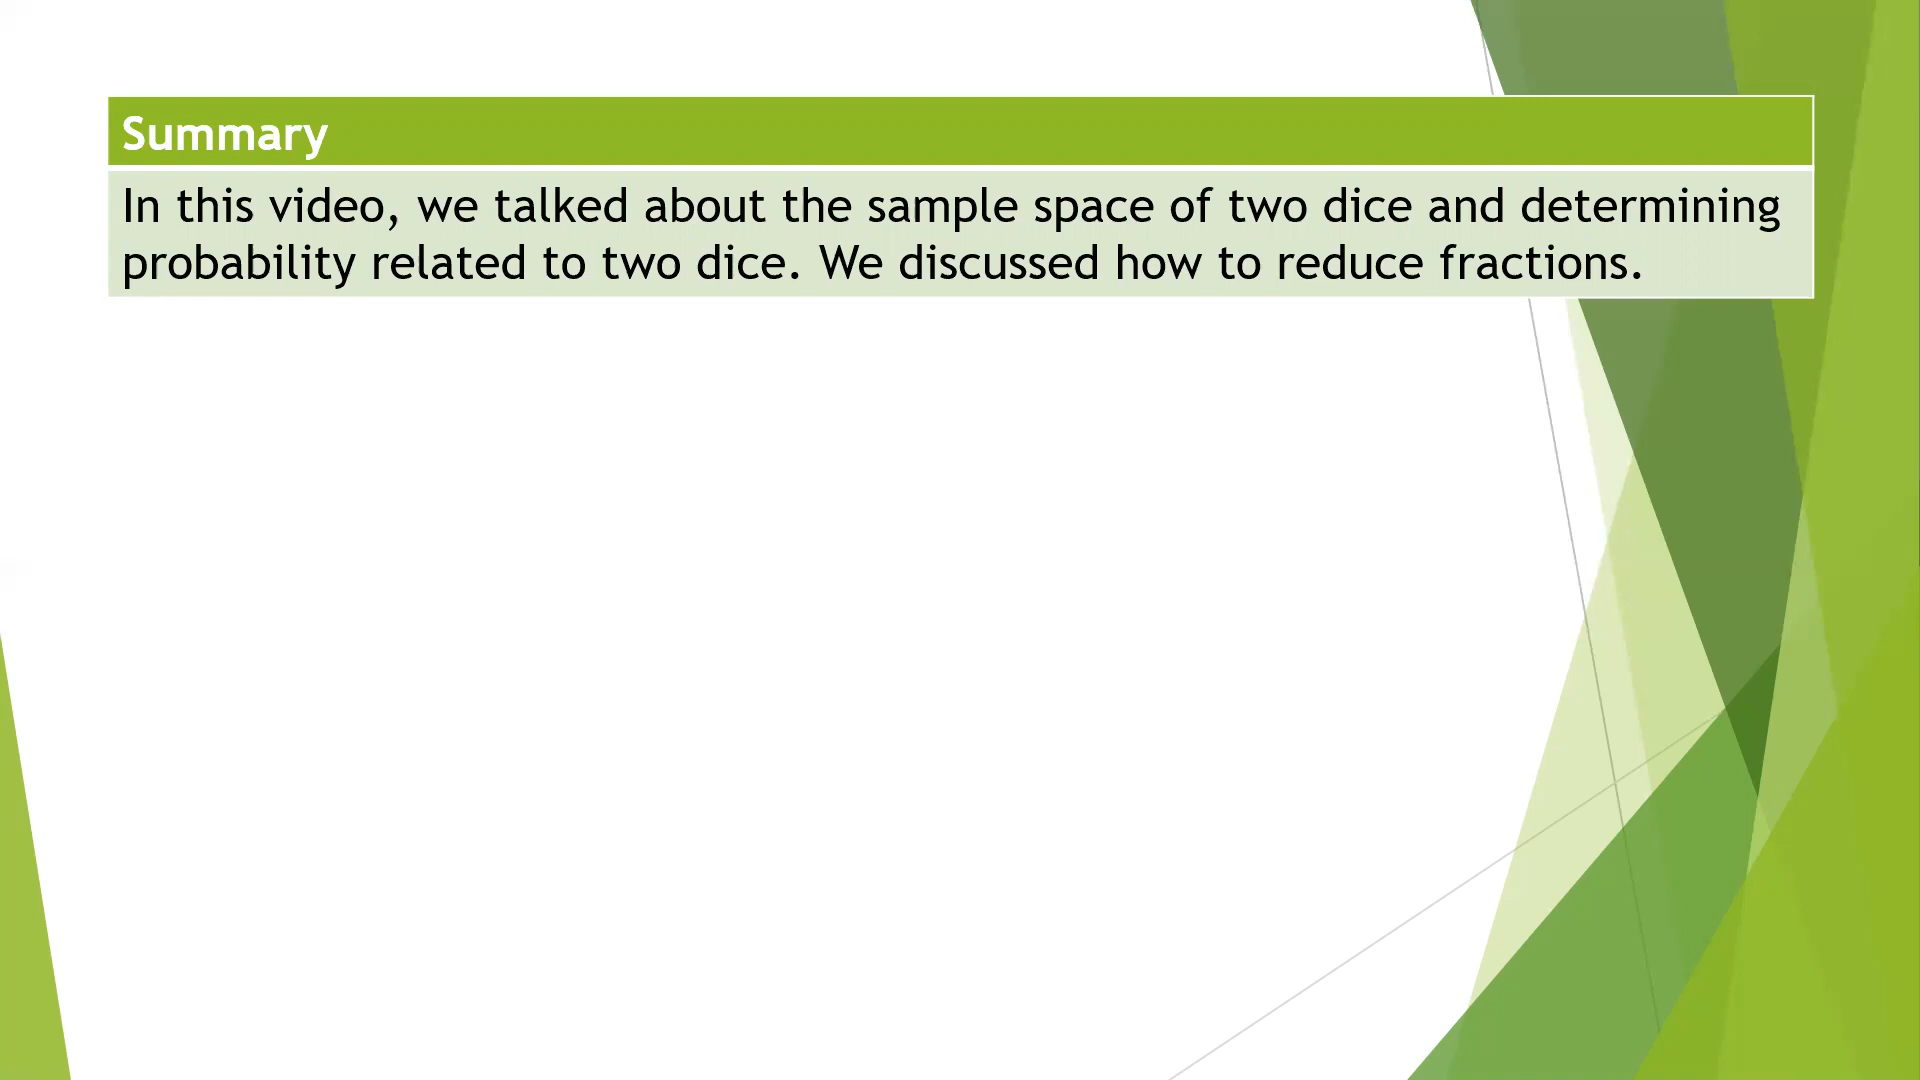 Summary
In this video, we talked about the sample space of two dice and determining
probability related to two dice. We discussed how to reduce fractions.